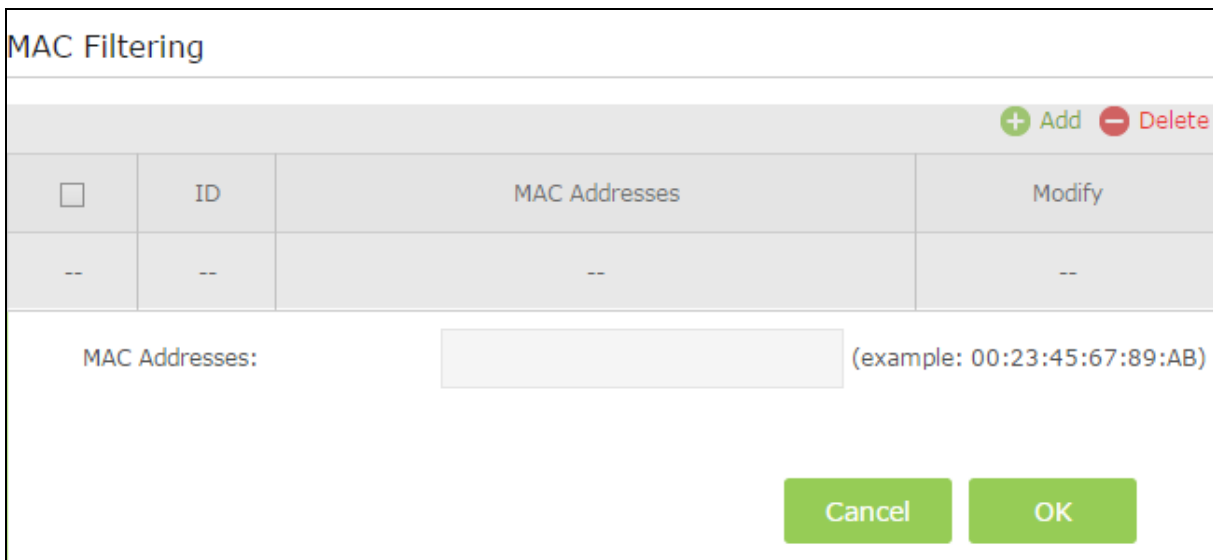 MAC Filtering
Add Delete
ID MAC Addresses Modify
-- -- -- --
MAC Addresses: (example: 00:23:45:67:89:AB)
Cancel OK